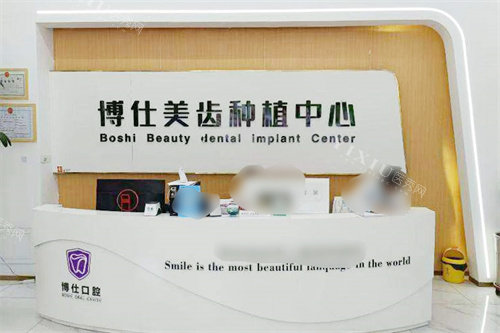 博仕美齿种植中心
Boshi Beauty dental implant Center
Smile is the most beautiful language in the world
博仕口腔